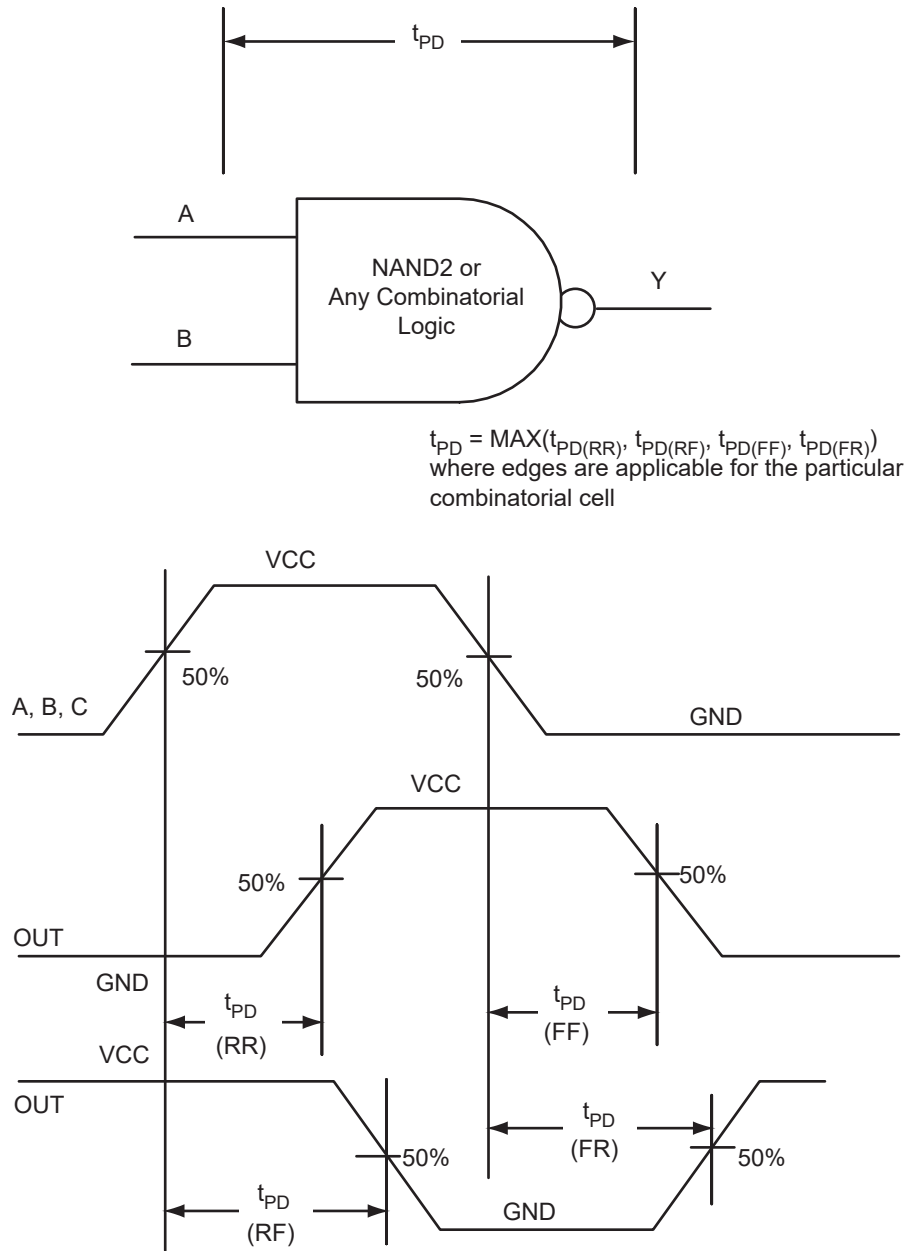 tPD
A
NAND2 or
Any Combinatorial
Logic
Y
B
tPD = MAX(tPD(RR), tPD(RF), tPD(FF), tPD(FR))
where edges are applicable for the particular
combinatorial cell
VCC
50%
50%
A, B, C
GND
VCC
50%
50%
OUT
GND
tPD
(RR)
tPD
(FF)
VCC
OUT
tPD
(FR)
50%
50%
tPD
(RF)
GND